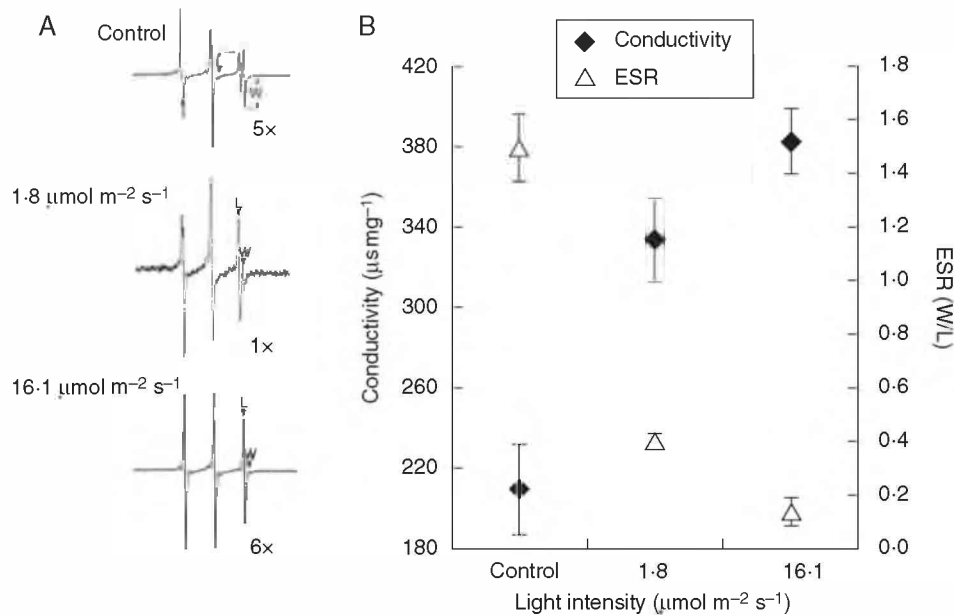 A
Control
W
5×
1·8 µmol m−2 s−1
L
W
1×
16·1 µmol m−2 s−1
L
W
6×
B
Conductivity
ESR
420
380
340
300
260
220
180
Conductivity (µsmg−1)
1·8
1·6
1·4
1·2
1·0
0·8
0·6
0·4
0·2
0·0
ESR (W/L)
Control
1·8
16·1
Light intensity (µmol m−2 s−1)